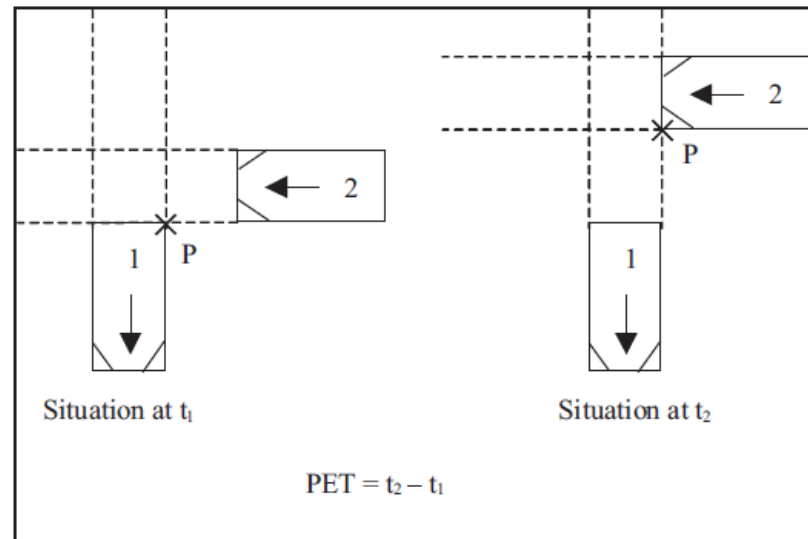 2
P
2
P
1
1
Situation at t₁
Situation at t₂
PET = t₂ – t₁